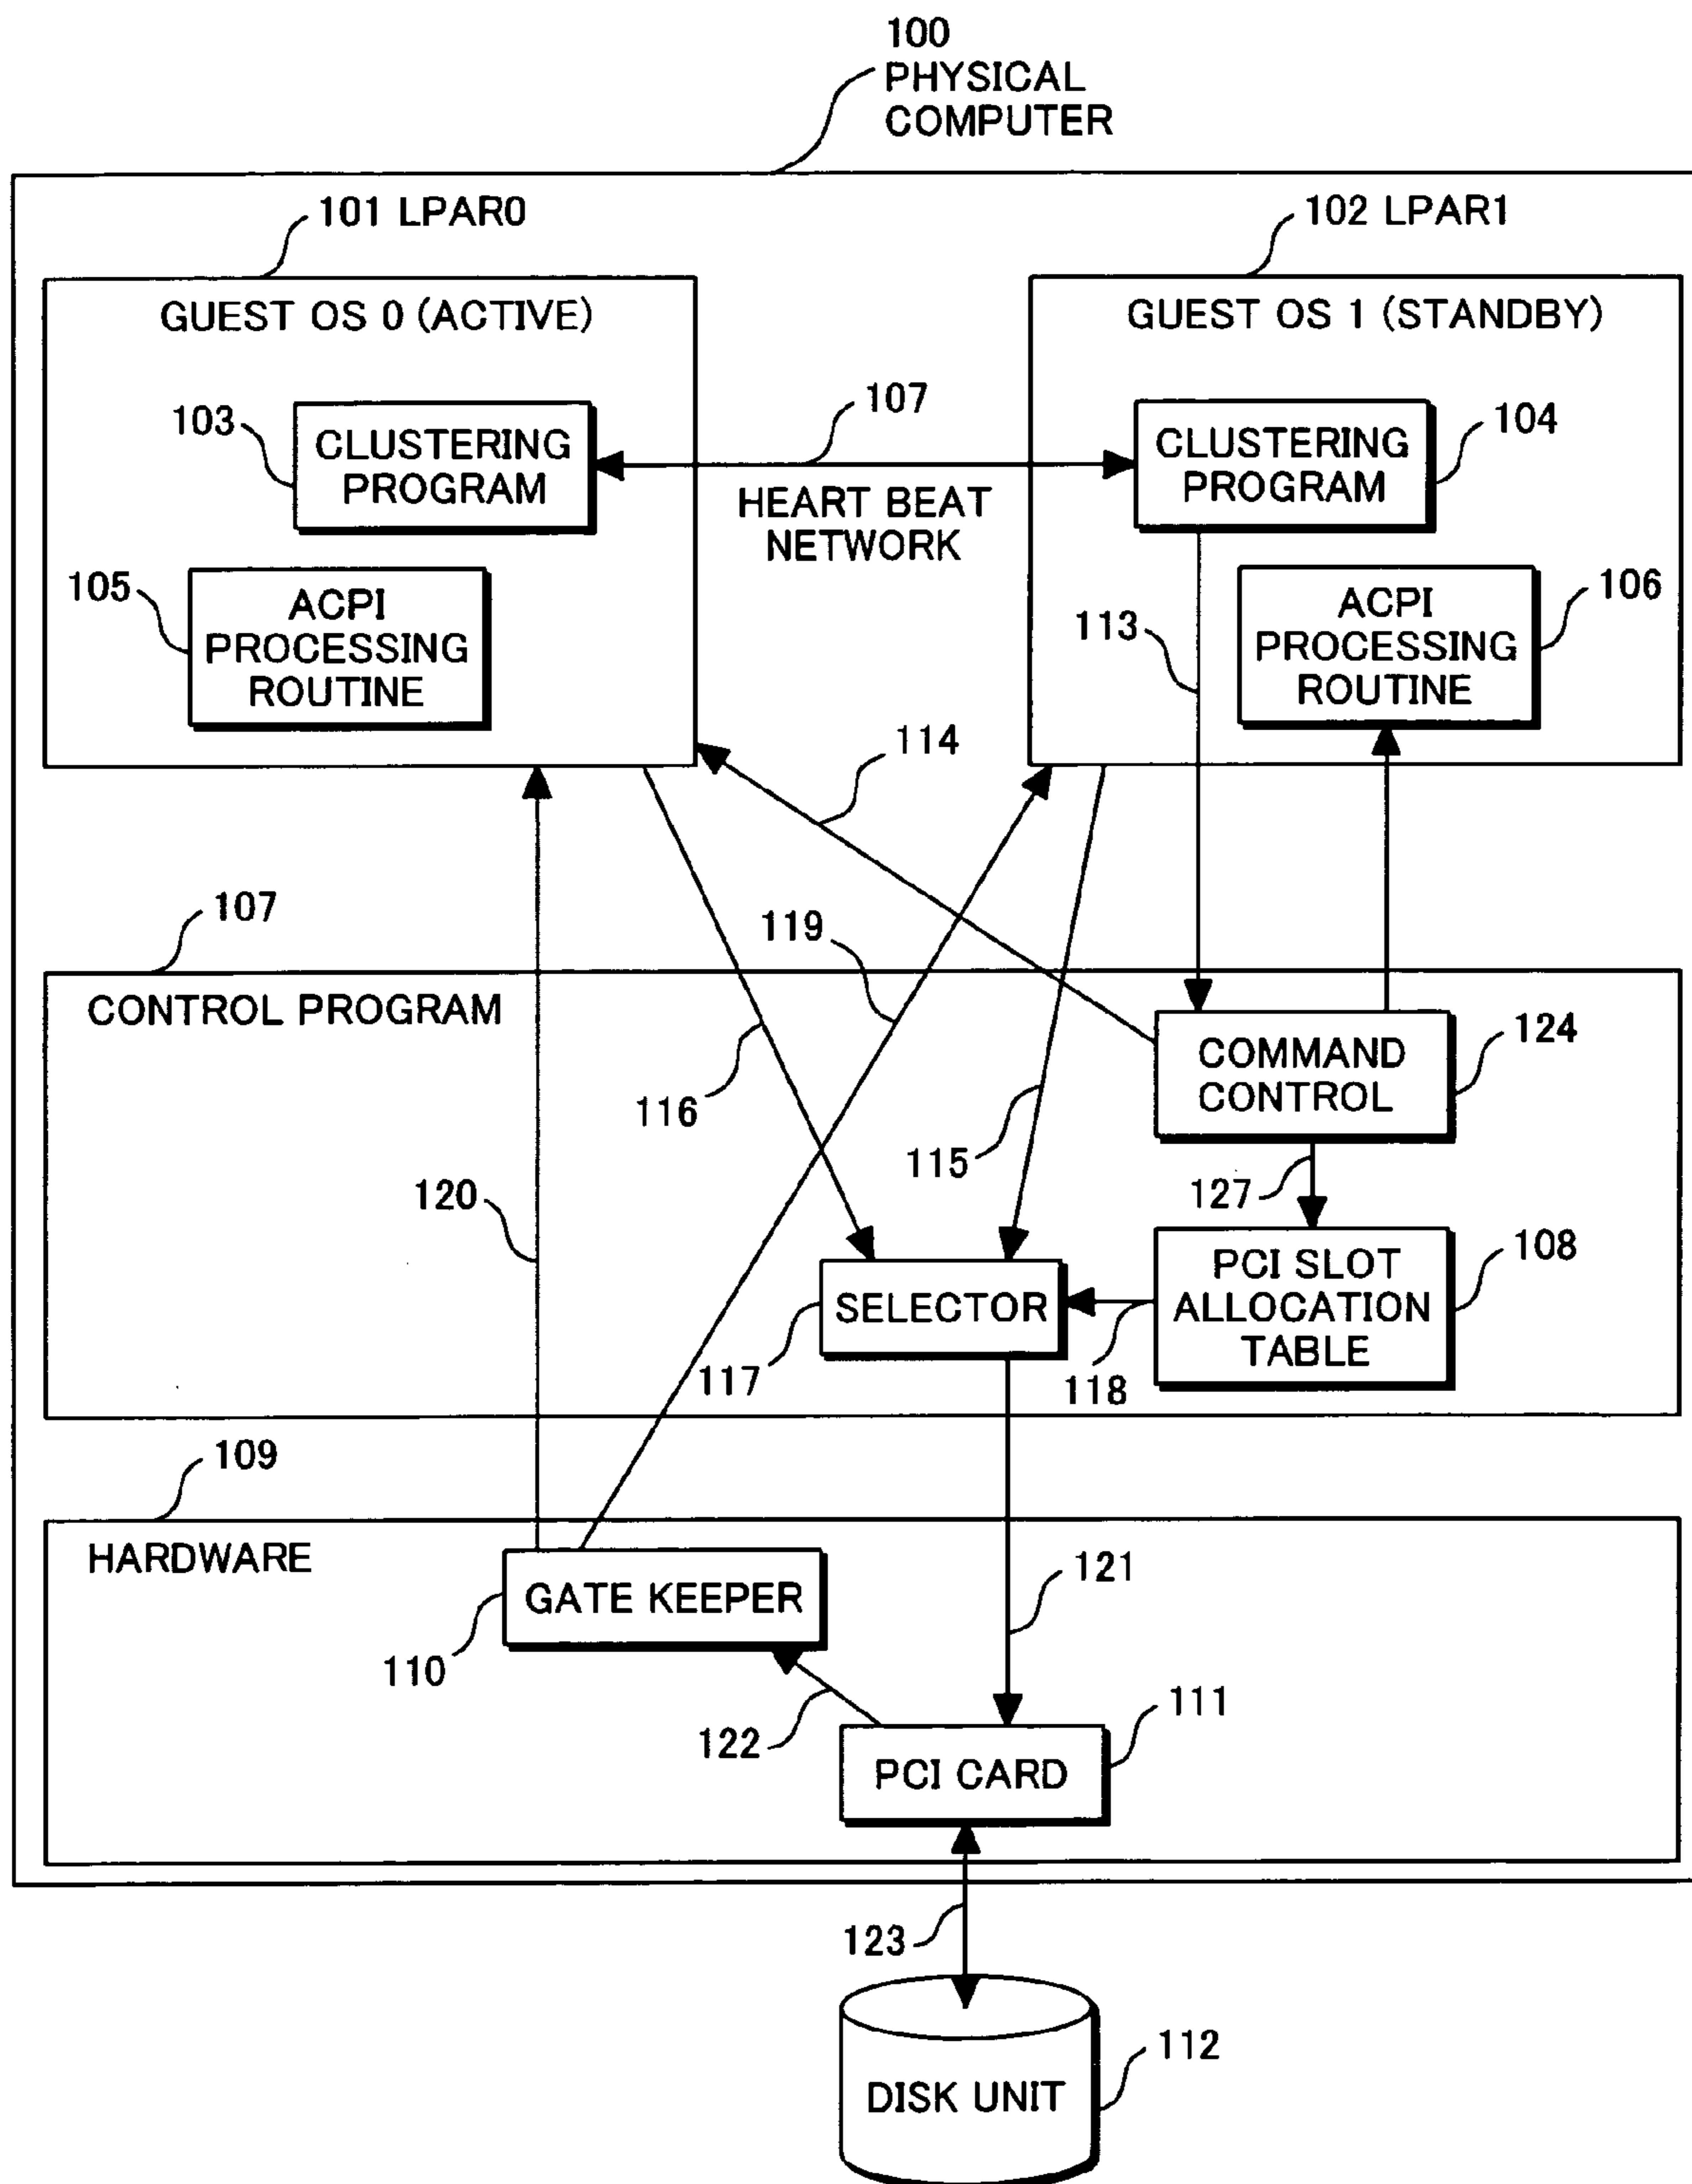 100
PHYSICAL
COMPUTER
101 LPAR0
102 LPAR1
GUEST OS 0 (ACTIVE)
GUEST OS 1 (STANDBY)
103
CLUSTERING
PROGRAM
107
HEART BEAT
NETWORK
CLUSTERING
PROGRAM
104
105
ACPI
PROCESSING
ROUTINE
113
ACPI
PROCESSING
ROUTINE
106
114
107
119
CONTROL PROGRAM
116
COMMAND
CONTROL
124
115
120
127
SELECTOR
PCI SLOT
ALLOCATION
TABLE
108
117
118
109
HARDWARE
GATE KEEPER
121
110
122
PCI CARD
111
123
DISK UNIT
112